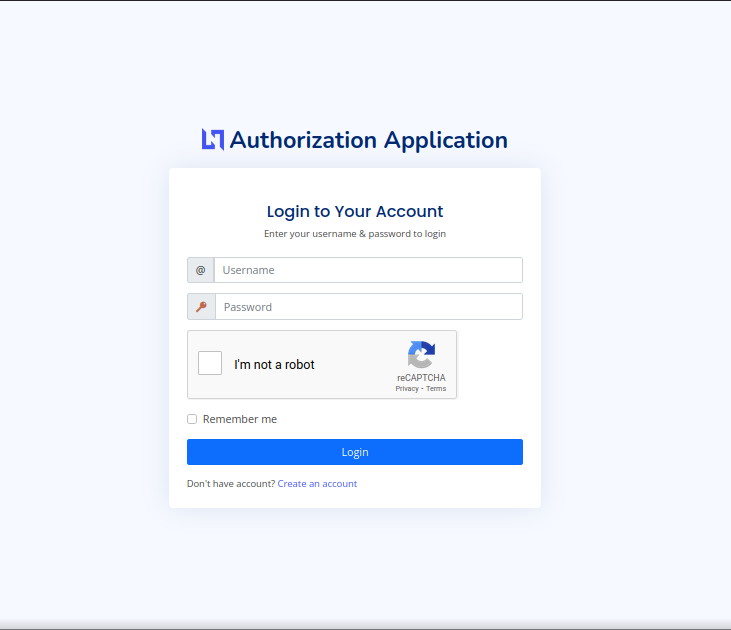 Authorization Application
Login to Your Account
Enter your username & password to login
@ Username
Password
I'm not a robot
reCAPTCHA
Privacy - Terms
Remember me
Login
Don't have account? Create an account